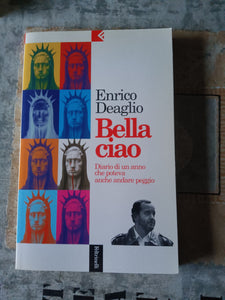 Enrico
Deaglio
Bella
ciao
Diario di un anno
che poteva
anche andare peggio
Feltrinelli